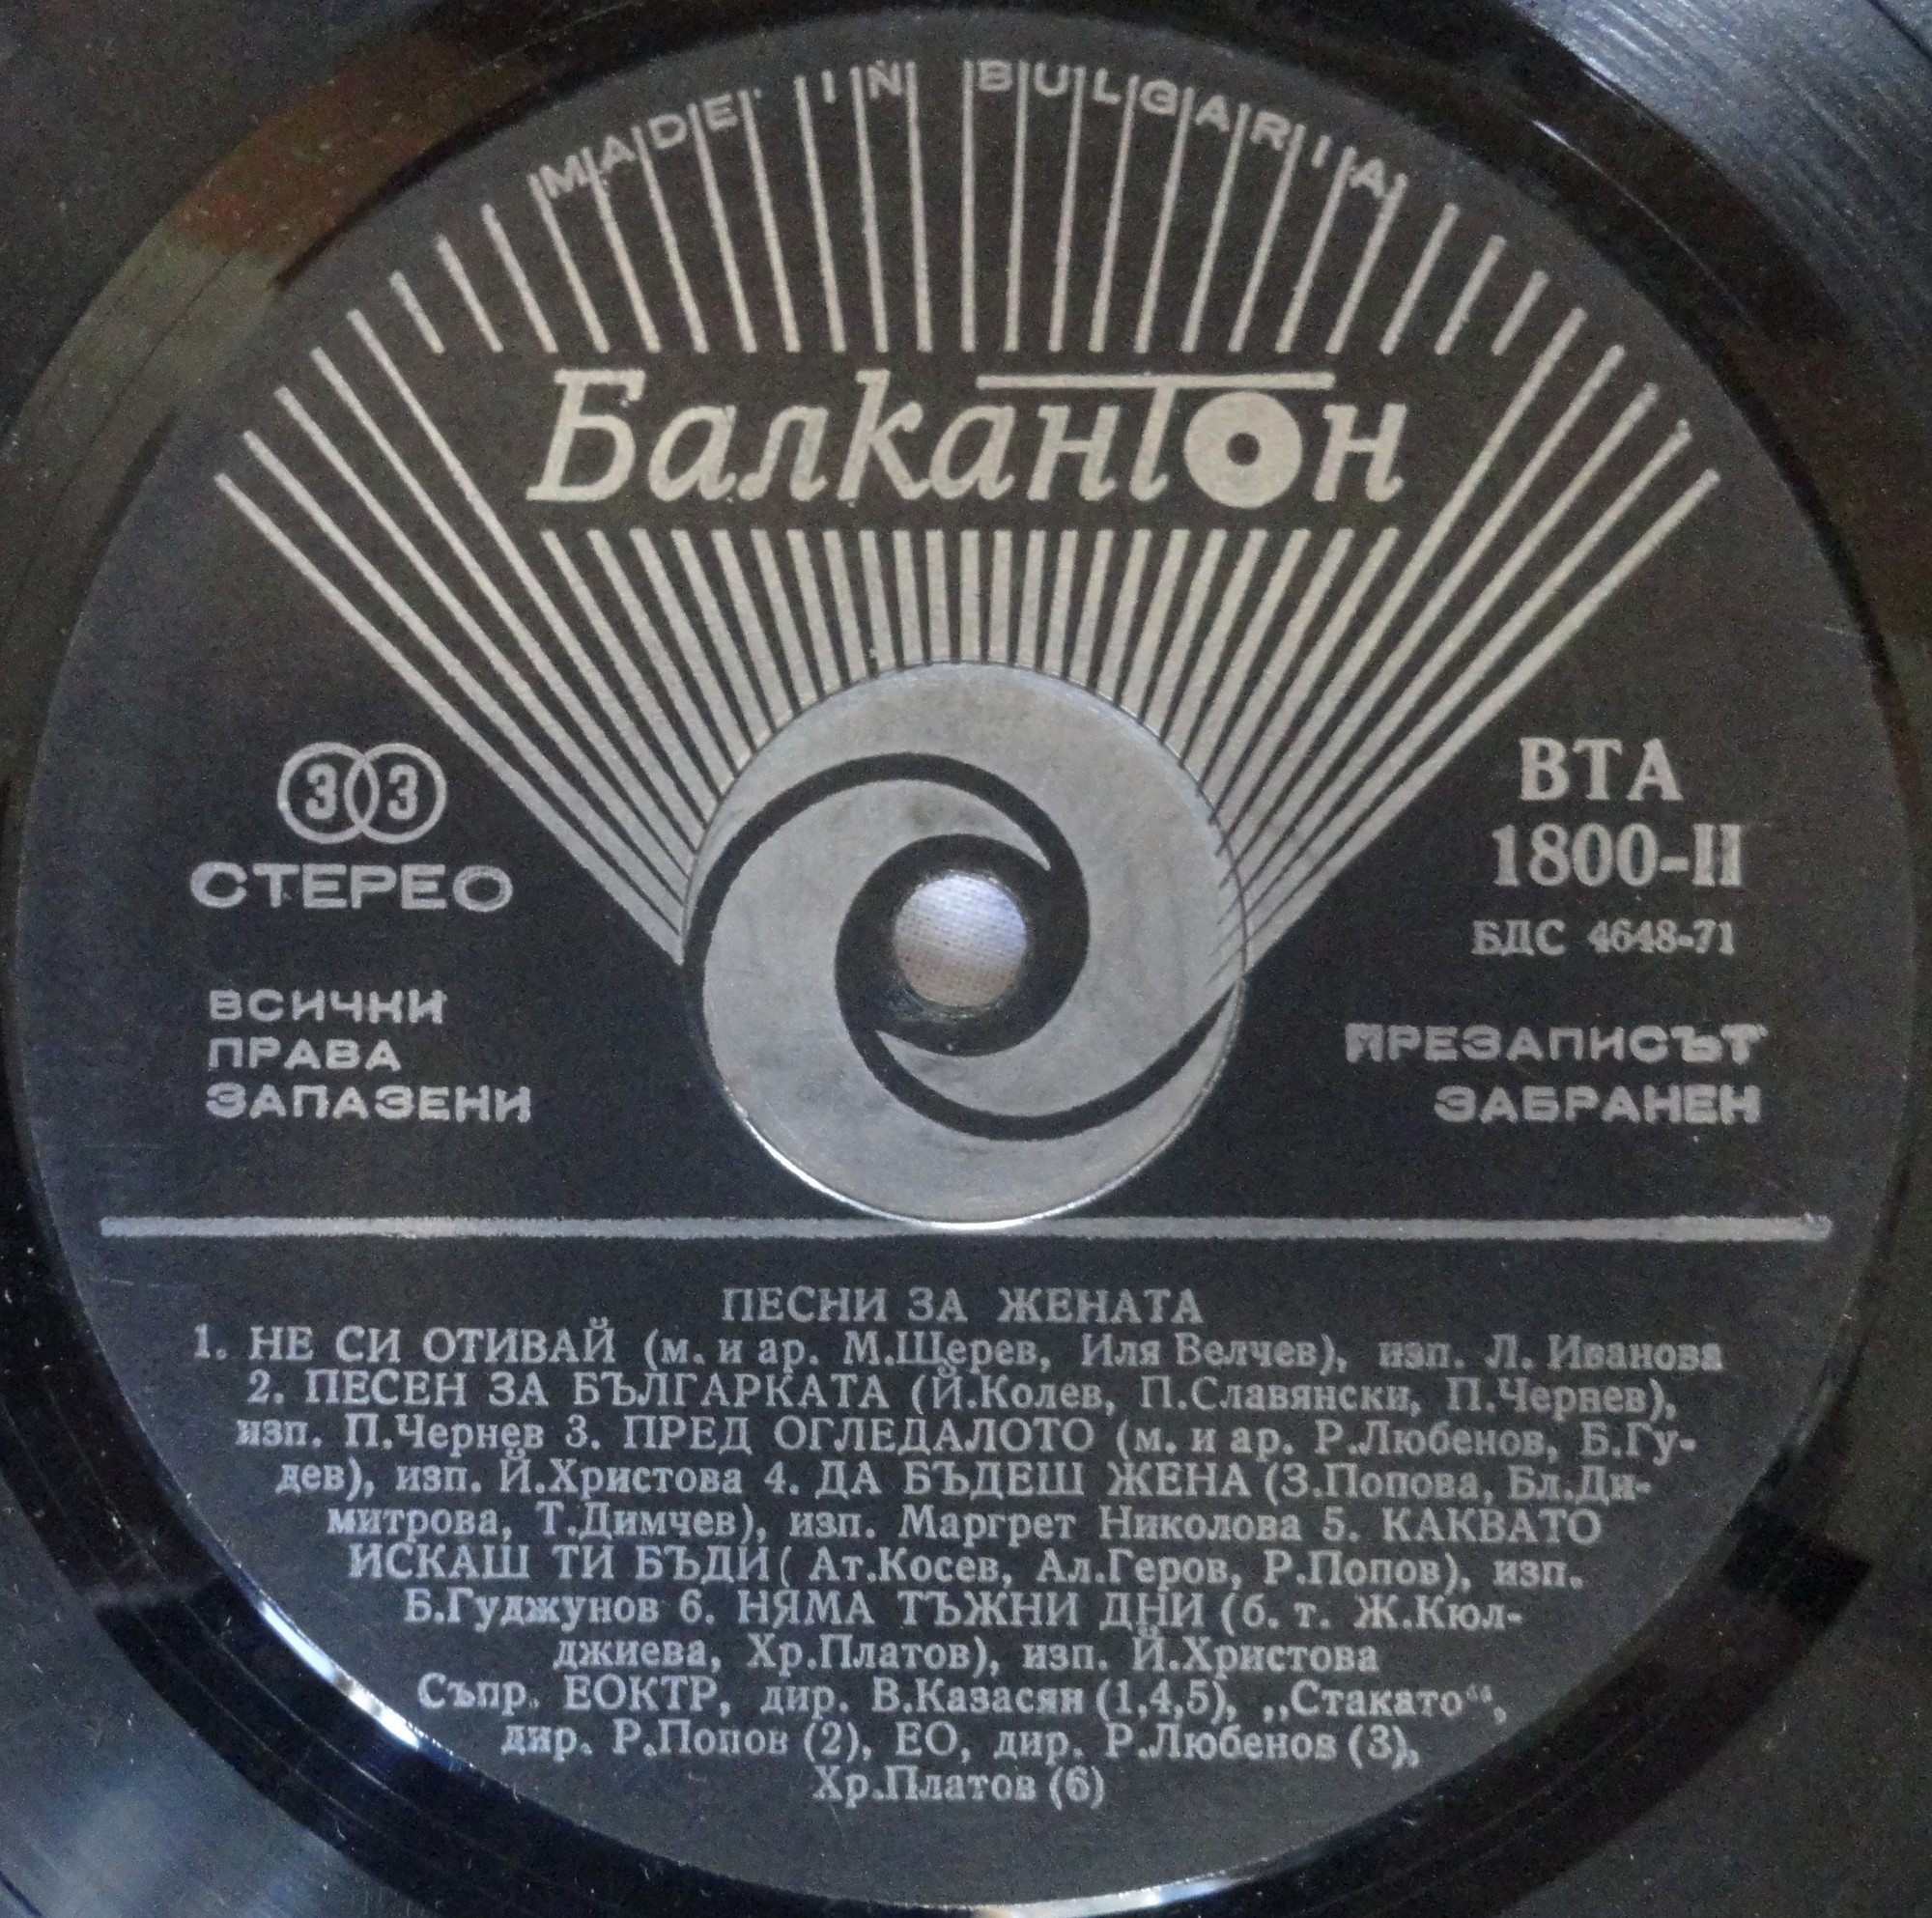 MADE IN BULGARIA
Балкантон
33
СТЕРЕО
ВТА
1800-II
БДС 4648-71
ВСИЧКИ
ПРАВА
ЗАПАЗЕНИ
ПРЕЗАПИСЪТ
ЗАБРАНЕН
ПЕСНИ ЗА ЖЕНАТА
1. НЕ СИ ОТИВАЙ (м. и ар. М.Щерев, Иля Велчев), изп. Л. Иванова
2. ПЕСЕН ЗА БЪЛГАРКАТА (Й.Колев, П.Славянски, П.Чернев),
изп. П.Чернев 3. ПРЕД ОГЛЕДАЛОТО (м. и ар. Р.Любенов, Б.Гу-
дев), изп. Й.Христова 4. ДА БЪДЕШ ЖЕНА (З.Попова, Бл.Ди-
митрова, Т.Димчев), изп. Маргрет Николова 5. КАКВАТО
ИСКАШ ТИ БЪДИ( Ат.Косев, Ал.Геров, Р.Попов), изп.
Б.Гуджунов 6. НЯМА ТЪЖНИ ДНИ (б. т. Ж.Кюл-
джиева, Хр.Платов), изп. Й.Христова
Съпр. ЕОКТР, дир. В.Казасян (1,4,5), „Стакато“,
дир. Р.Попов (2), ЕО, дир. Р.Любенов (3),
Хр.Платов (6)